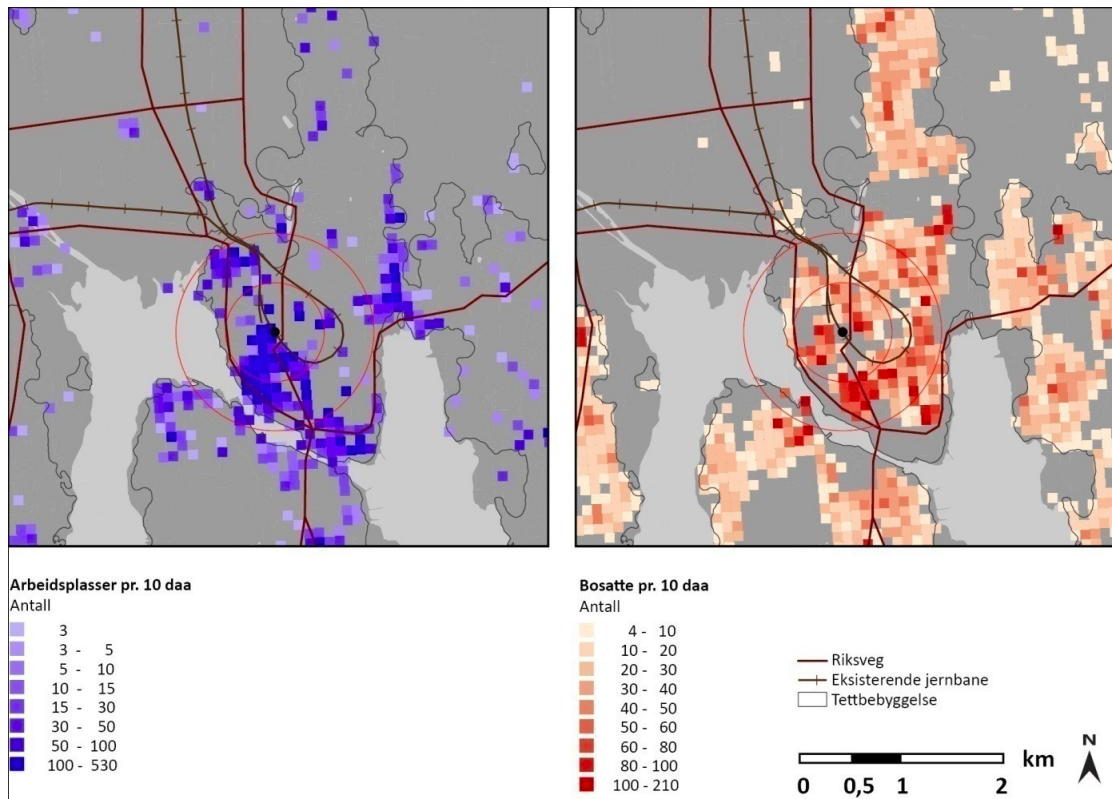 Arbeidsplasser pr. 10 daa
Antall
3
3 - 5
5 - 10
10 - 15
15 - 30
30 - 50
50 - 100
100 - 530
Bosatte pr. 10 daa
Antall
4 - 10
10 - 20
20 - 30
30 - 40
40 - 50
50 - 60
60 - 80
80 - 100
100 - 210
Riksveg
Eksisterende jernbane
Tettbebyggelse
km
0 0,5 1 2
N